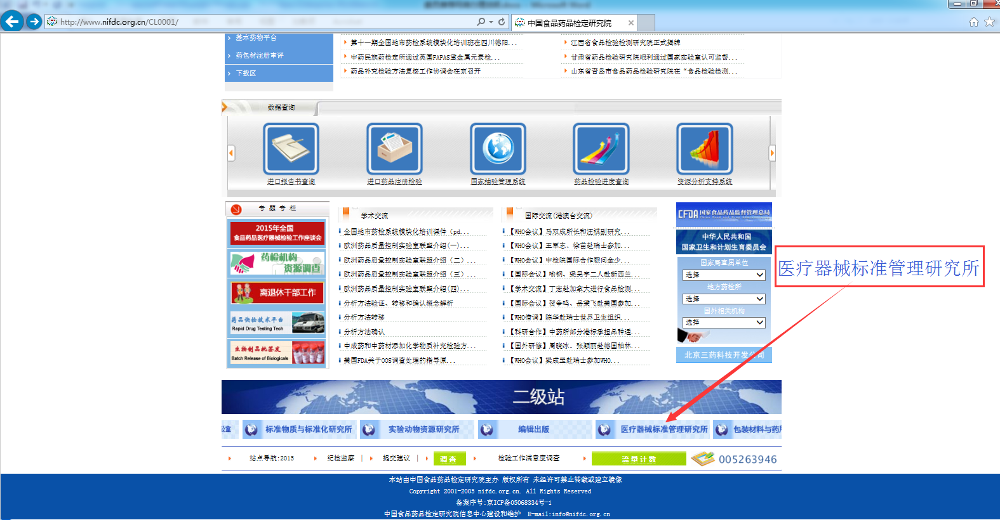 http://www.nifdc.org.cn/CL0001/
中国食品药品检定研究院
基本药物平台
药包材注册审评
下载区
第十一期全国地市药检系统模块化培训班在四川德阳...
中药民族药检定所通过英国FAPAS重金属元素检...
药品补充检验方法复核工作协调会在京召开
江西省食品检验检测研究院正式揭牌
甘肃省药品检验研究院顺利通过国家实验室认可监督...
山东省青岛市食品药品检验研究院在“食品检验检测...
数据查询
进口报告书查询
进口药品注册检验
国家抽验管理系统
药品检验进度查询
资源分析支持系统
专 题 专 栏
2015年全国
食品药品医疗器械检验工作座谈会
药检机构
资源调查
离退休干部工作
药品快检技术平台
Rapid Drug Testing Tech
生物制品批签发
Batch Release of Biologicals
学术交流
全国地市药检系统模块化培训课件（pd...
欧洲药品质量控制实验室联盟介绍(一)...
欧洲药品质量控制实验室联盟介绍（二）...
欧洲药品质量控制实验室联盟介绍（三）...
欧洲药品质量控制实验室联盟介绍(四)...
分析方法验证、转移和确认概念解析
分析方法转移
分析方法确认
中成药和中药材添加化学物质补充检验方...
美国FDA关于OOS调查处理的指导原...
国际交流(港澳台交流)
【WHO会议】马双成所长和汪祺副研究...
【WHO会议】王军志、徐苗赴瑞士参加...
【WHO会议】中检院国际合作顾问金少...
【国际会议】喻钢、梁昊宇二人赴新西兰...
【学术交流】丁宏赴加拿大进行食品检测...
【国际会议】贺争鸣、岳秉飞赴美国参加...
【WHO借调】陈华赴瑞士世界卫生组织...
【科研合作】中药所部分港标承担品种通...
【国外研修】周晓冰、张颖丽赴德国柏林...
【WHO会议】梁成罡赴瑞士参加WHO...
CFDA 国家食品药品监督管理总局
China Food and Drug Administration
中华人民共和国
国家卫生和计划生育委员会
国家局直属单位
选择
地方药检所
选择
国外相关机构
选择
北京三药科技开发公司
医疗器械标准管理研究所
二级站
公室
标准物质与标准化研究所
实验动物资源研究所
编辑出版
医疗器械标准管理研究所
包装材料与药
站点导航:2015
纪检监察
提交建议
调查
检验工作满意度调查
流量计数
005263946
本站由中国食品药品检定研究院主办 版权所有 未经许可禁止转载或建立镜像
Copyright 2001-2005 nifdc.org.cn. All Rights Reserved
备案序号:京ICP备05068334号-1
中国食品药品检定研究院信息中心建设和维护 E-mail:info@nifdc.org.cn